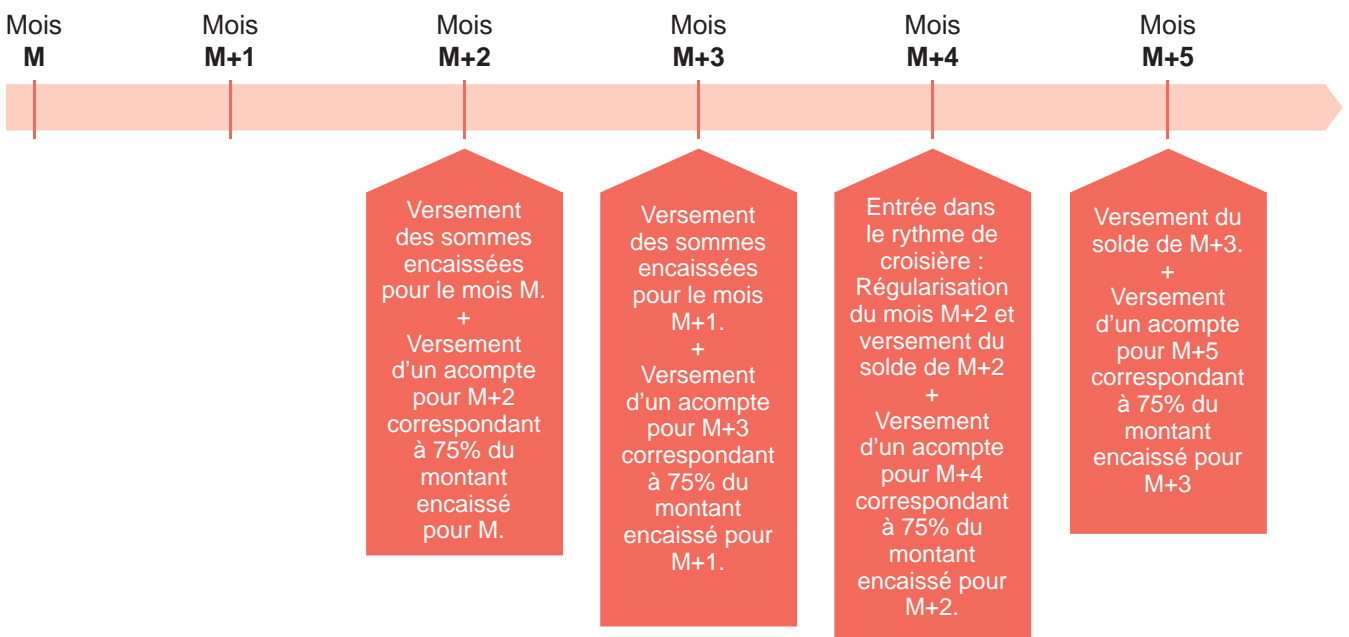 Mois
M
Mois
M+1
Mois
M+2
Mois
M+3
Mois
M+4
Mois
M+5
Versement
des sommes
encaissées
pour le mois M.
+
Versement
d’un acompte
pour M+2
correspondant
à 75% du
montant
encaissé
pour M.
Versement
des sommes
encaissées
pour le mois
M+1.
+
Versement
d’un acompte
pour M+3
correspondant
à 75% du
montant
encaissé pour
M+1.
Entrée dans
le rythme de
croisière :
Régularisation
du mois M+2 et
versement du
solde de M+2
+
Versement
d’un acompte
pour M+4
correspondant
à 75% du
montant
encaissé pour
M+2.
Versement du
solde de M+3.
+
Versement
d’un acompte
pour M+5
correspondant
à 75% du
montant
encaissé pour
M+3